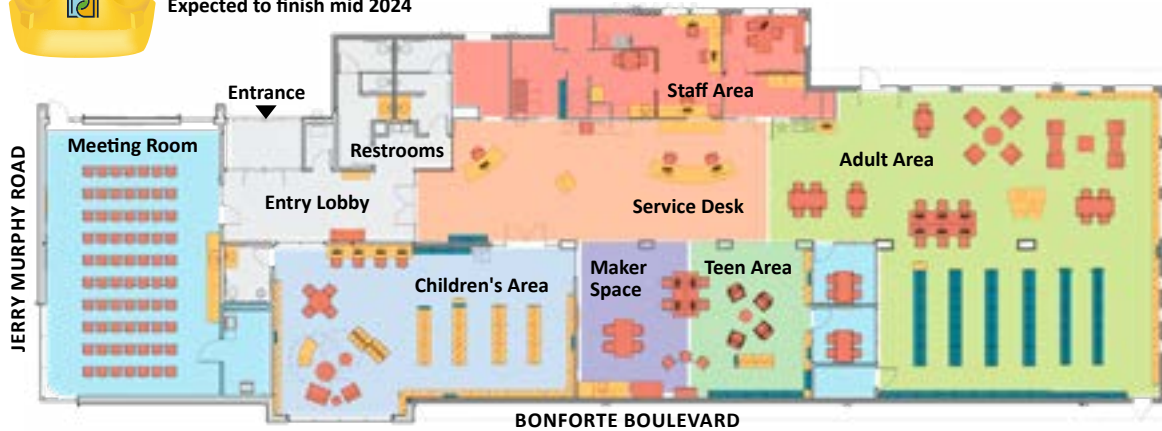 Expected to finish mid 2024
Entrance
Staff Area
Meeting Room
Restrooms
Adult Area
Entry Lobby
Service Desk
JERRY MURPHY ROAD
Children's Area
Maker
Space
Teen Area
BONFORTE BOULEVARD